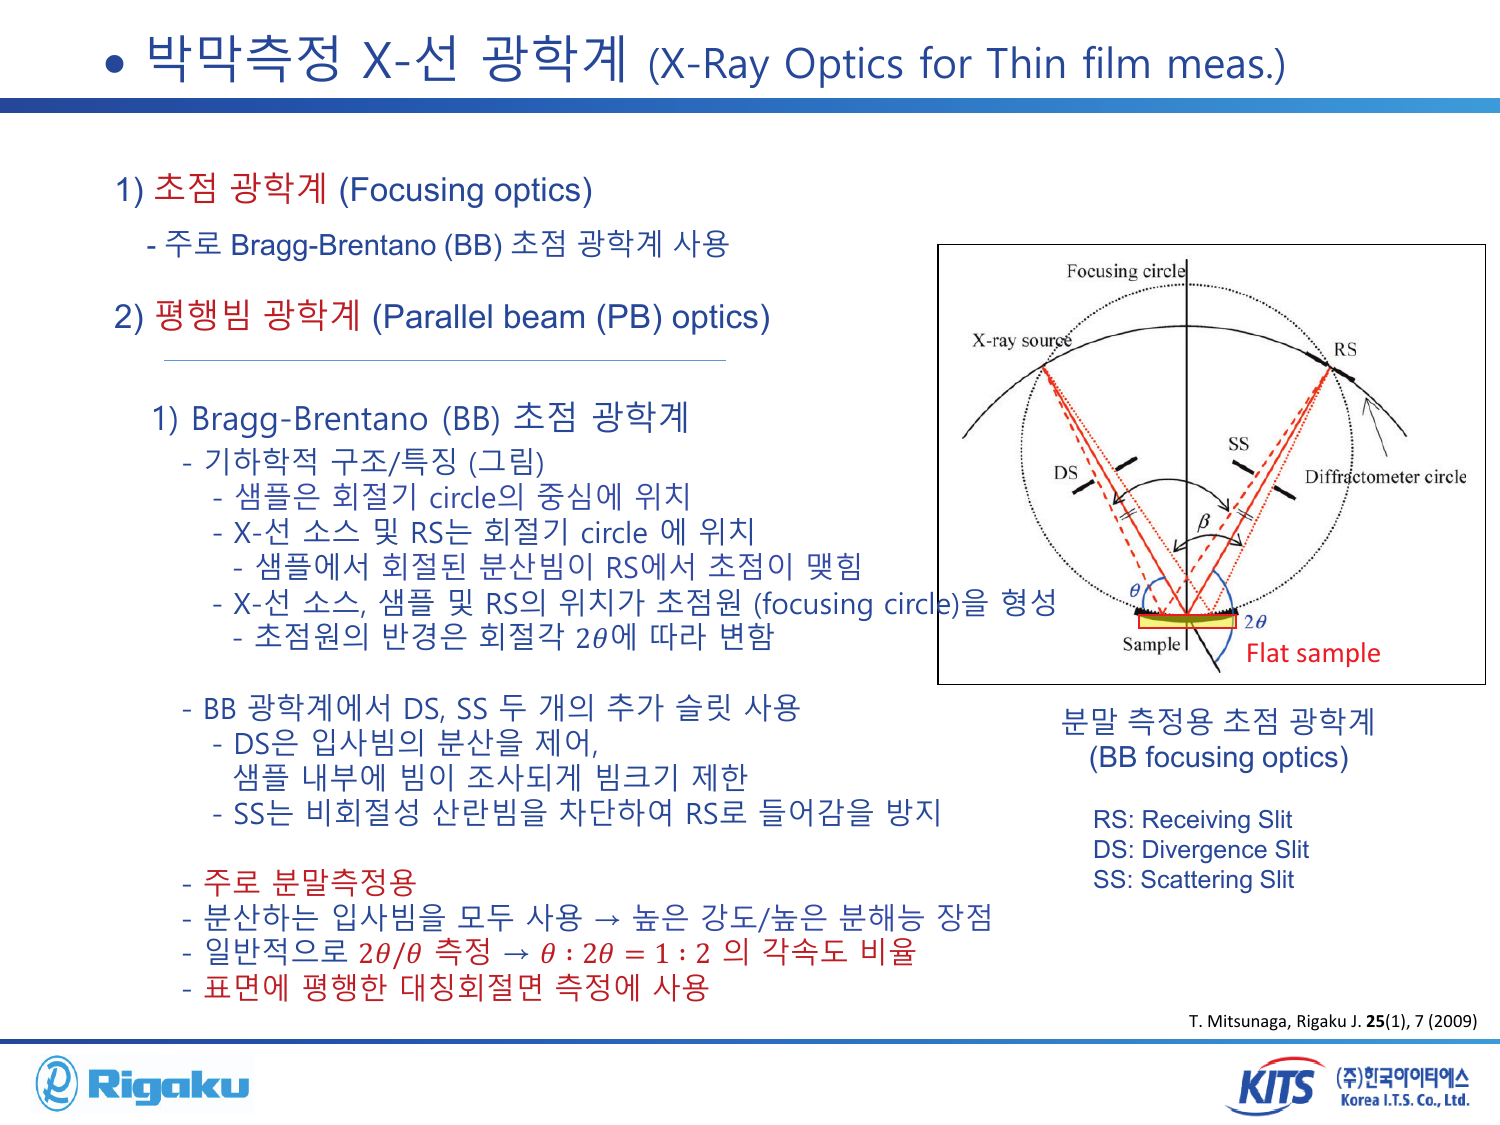 • 박막측정 X-선 광학계 (X-Ray Optics for Thin film meas.)
1) 초점 광학계 (Focusing optics)
- 주로 Bragg-Brentano (BB) 초점 광학계 사용
2) 평행빔 광학계 (Parallel beam (PB) optics)
1) Bragg-Brentano (BB) 초점 광학계
- 기하학적 구조/특징 (그림)
- 샘플은 회절기 circle의 중심에 위치
- X-선 소스 및 RS는 회절기 circle 에 위치
- 샘플에서 회절된 분산빔이 RS에서 초점이 맺힘
- X-선 소스, 샘플 및 RS의 위치가 초점원 (focusing circle)을 형성
- 초점원의 반경은 회절각 2θ에 따라 변함
- BB 광학계에서 DS, SS 두 개의 추가 슬릿 사용
- DS은 입사빔의 분산을 제어,
샘플 내부에 빔이 조사되게 빔크기 제한
- SS는 비회절성 산란빔을 차단하여 RS로 들어감을 방지
- 주로 분말측정용
- 분산하는 입사빔을 모두 사용 → 높은 강도/높은 분해능 장점
- 일반적으로 2θ/θ 측정 → θ : 2θ = 1 : 2 의 각속도 비율
- 표면에 평행한 대칭회절면 측정에 사용
Focusing circle
X-ray source
RS
SS
DS
Diffractometer circle
β
θ
2θ
Sample
Flat sample
분말 측정용 초점 광학계
(BB focusing optics)
RS: Receiving Slit
DS: Divergence Slit
SS: Scattering Slit
T. Mitsunaga, Rigaku J. 25(1), 7 (2009)
Rigaku
KITS
(주)한국아이티에스
Korea I.T.S. Co., Ltd.